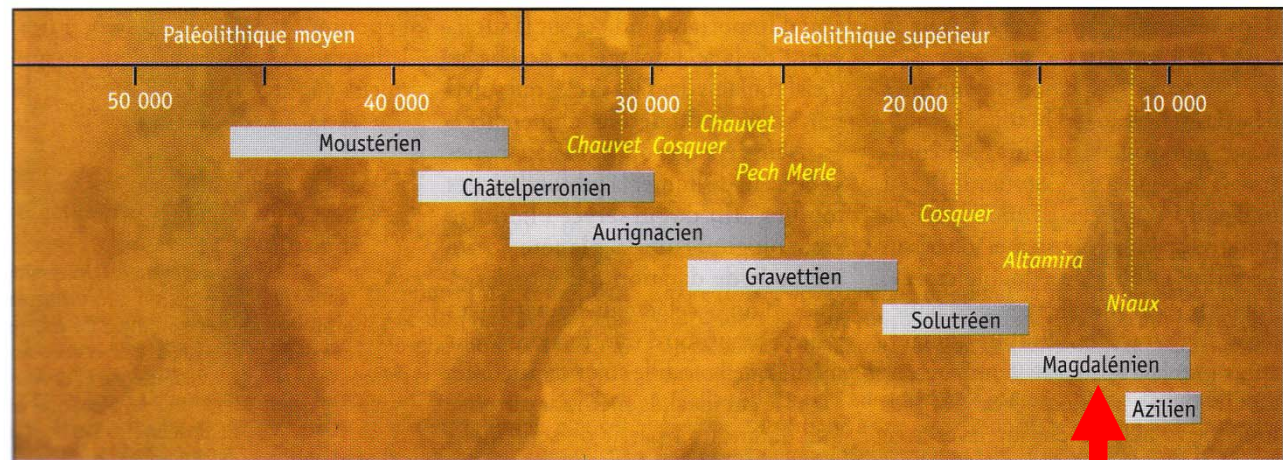 Paléolithique moyen Paléolithique supérieur
50 000 40 000 30 000 20 000 10 000
Chauvet
Moustérien Chauvet Cosquer
Pech Merle
Châtelperronien
Cosquer
Aurignacien
Altamira
Gravettien
Niaux
Solutréen
Magdalénien
Azilien